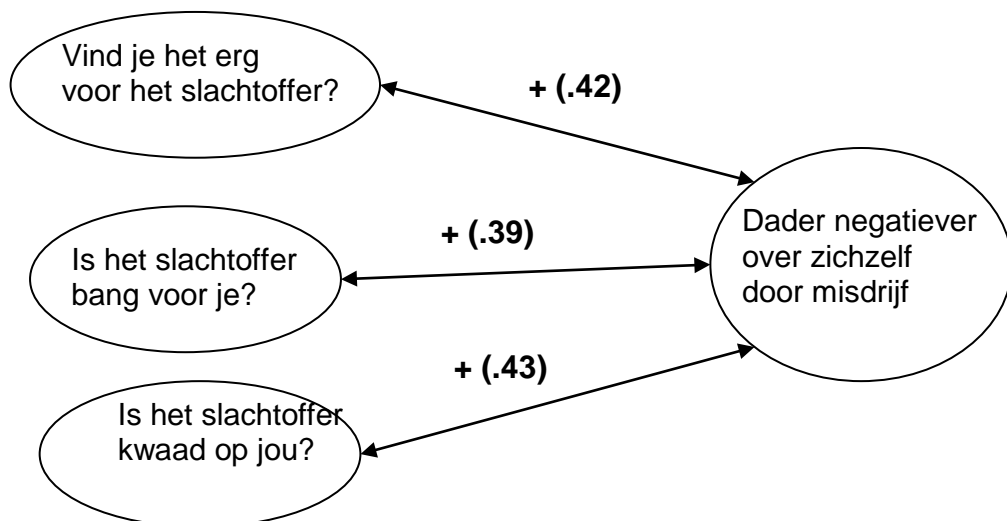 Vind je het erg
voor het slachtoffer?
+ (.42)
Is het slachtoffer
bang voor je?
+ (.39)
Dader negatiever
over zichzelf
door misdrijf
+ (.43)
Is het slachtoffer
kwaad op jou?